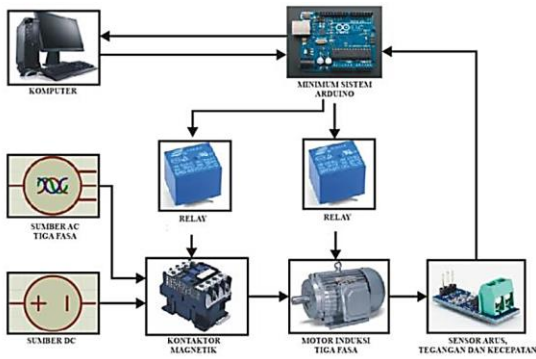 KOMPUTER
MINIMUM SISTEM
ARDUINO
RELAY
RELAY
SUMBER AC
TIGA FASA
SUMBER DC
KONTAKTOR
MAGNETIK
MOTOR INDUKSI
TIGA FASA
SENSOR ARUS,
TEGANGAN DAN KECEPATAN